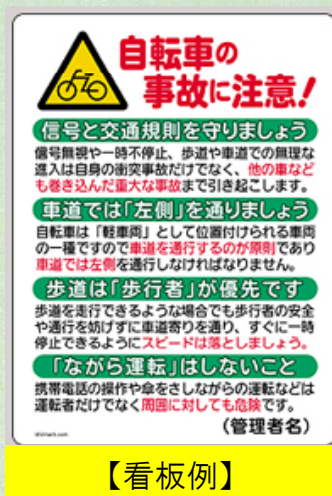 自転車の
事故に注意!
信号と交通規則を守りましょう
信号無視や一時不停止、歩道や車道での無理な
進入は自身の衝突事故だけでなく、他の車など
も巻き込んだ重大な事故まで引き起こします。
車道では「左側」を通りましょう
自転車は「軽車両」として位置付けられる車両
の一種ですので車道を通行するのが原則であり
車道では左側を通行しなければなりません。
歩道は「歩行者」が優先です
歩道を走行できるような場合でも歩行者の安全
や通行を妨げずに車道寄りを通り、すぐに一時
停止できるようにスピードは落としましょう。
「ながら運転」はしないこと
携帯電話の操作や傘をさしながらの運転などは
運転者だけでなく周囲に対しても危険です。
(管理者名)
【看板例】